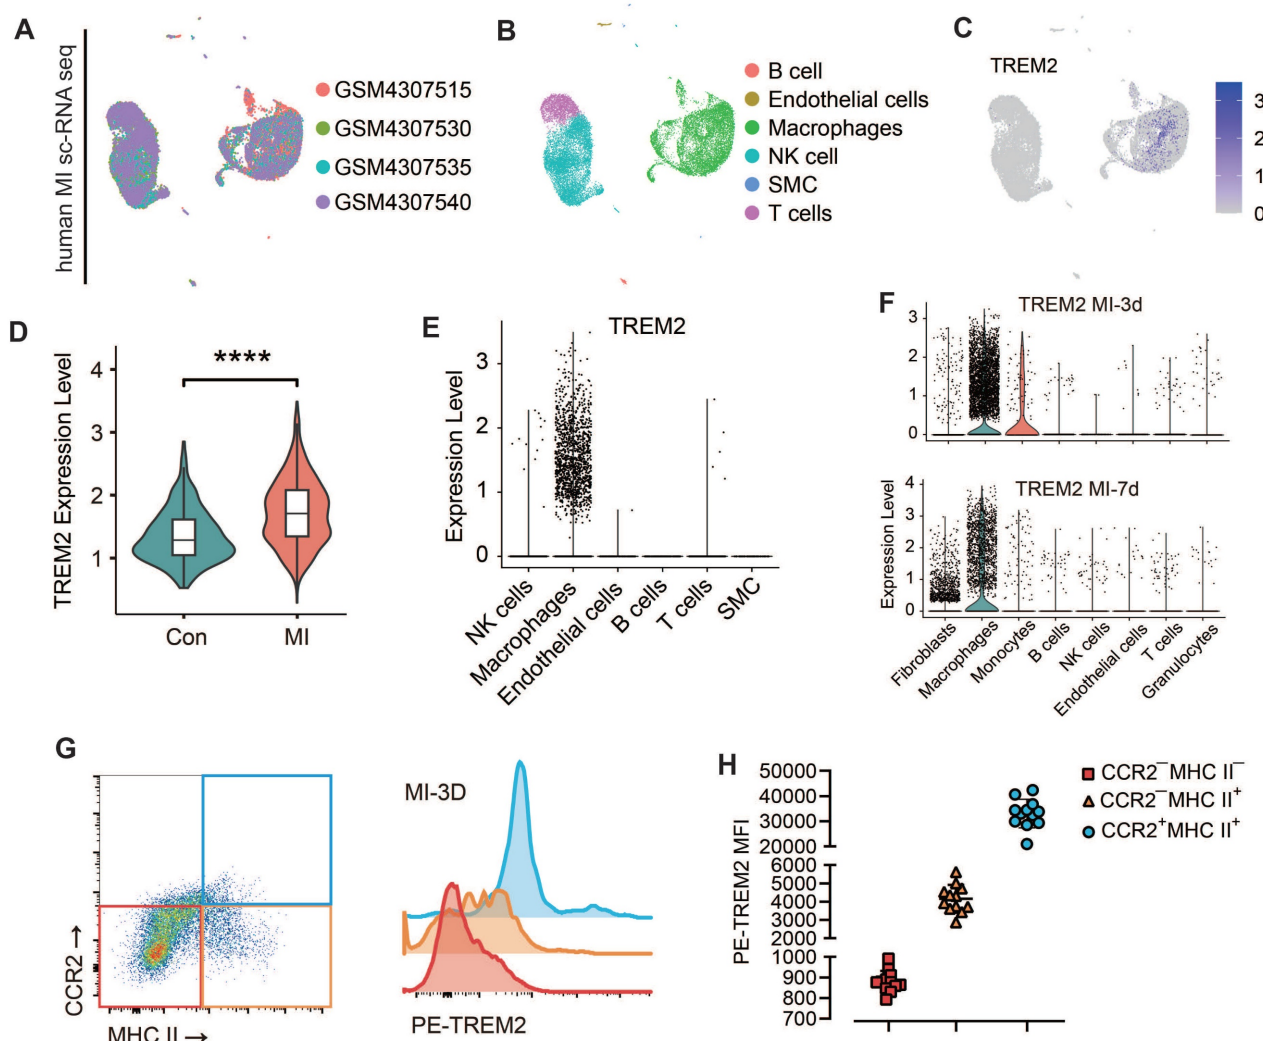 A
human MI sc-RNA seq
GSM4307515
GSM4307530
GSM4307535
GSM4307540
B
B cell
Endothelial cells
Macrophages
NK cell
SMC
T cells
C
TREM2
3
2
1
0
D
TREM2 Expression Level
4
3
2
1
****
Con
MI
E
TREM2
Expression Level
3
2
1
0
NK cells
Macrophages
Endothelial cells
B cells
T cells
SMC
F
TREM2 MI-3d
3
2
1
0
TREM2 MI-7d
Expression Level
4
3
2
1
0
Fibroblasts
Macrophages
Monocytes
B cells
NK cells
Endothelial cells
T cells
Granulocytes
G
CCR2 →
MHC II →
MI-3D
PE-TREM2
H
PE-TREM2 MFI
50000
40000
30000
20000
6000
5000
4000
3000
2000
1000
900
800
700
CCR2⁻MHC II⁻
CCR2⁻MHC II⁺
CCR2⁺MHC II⁺